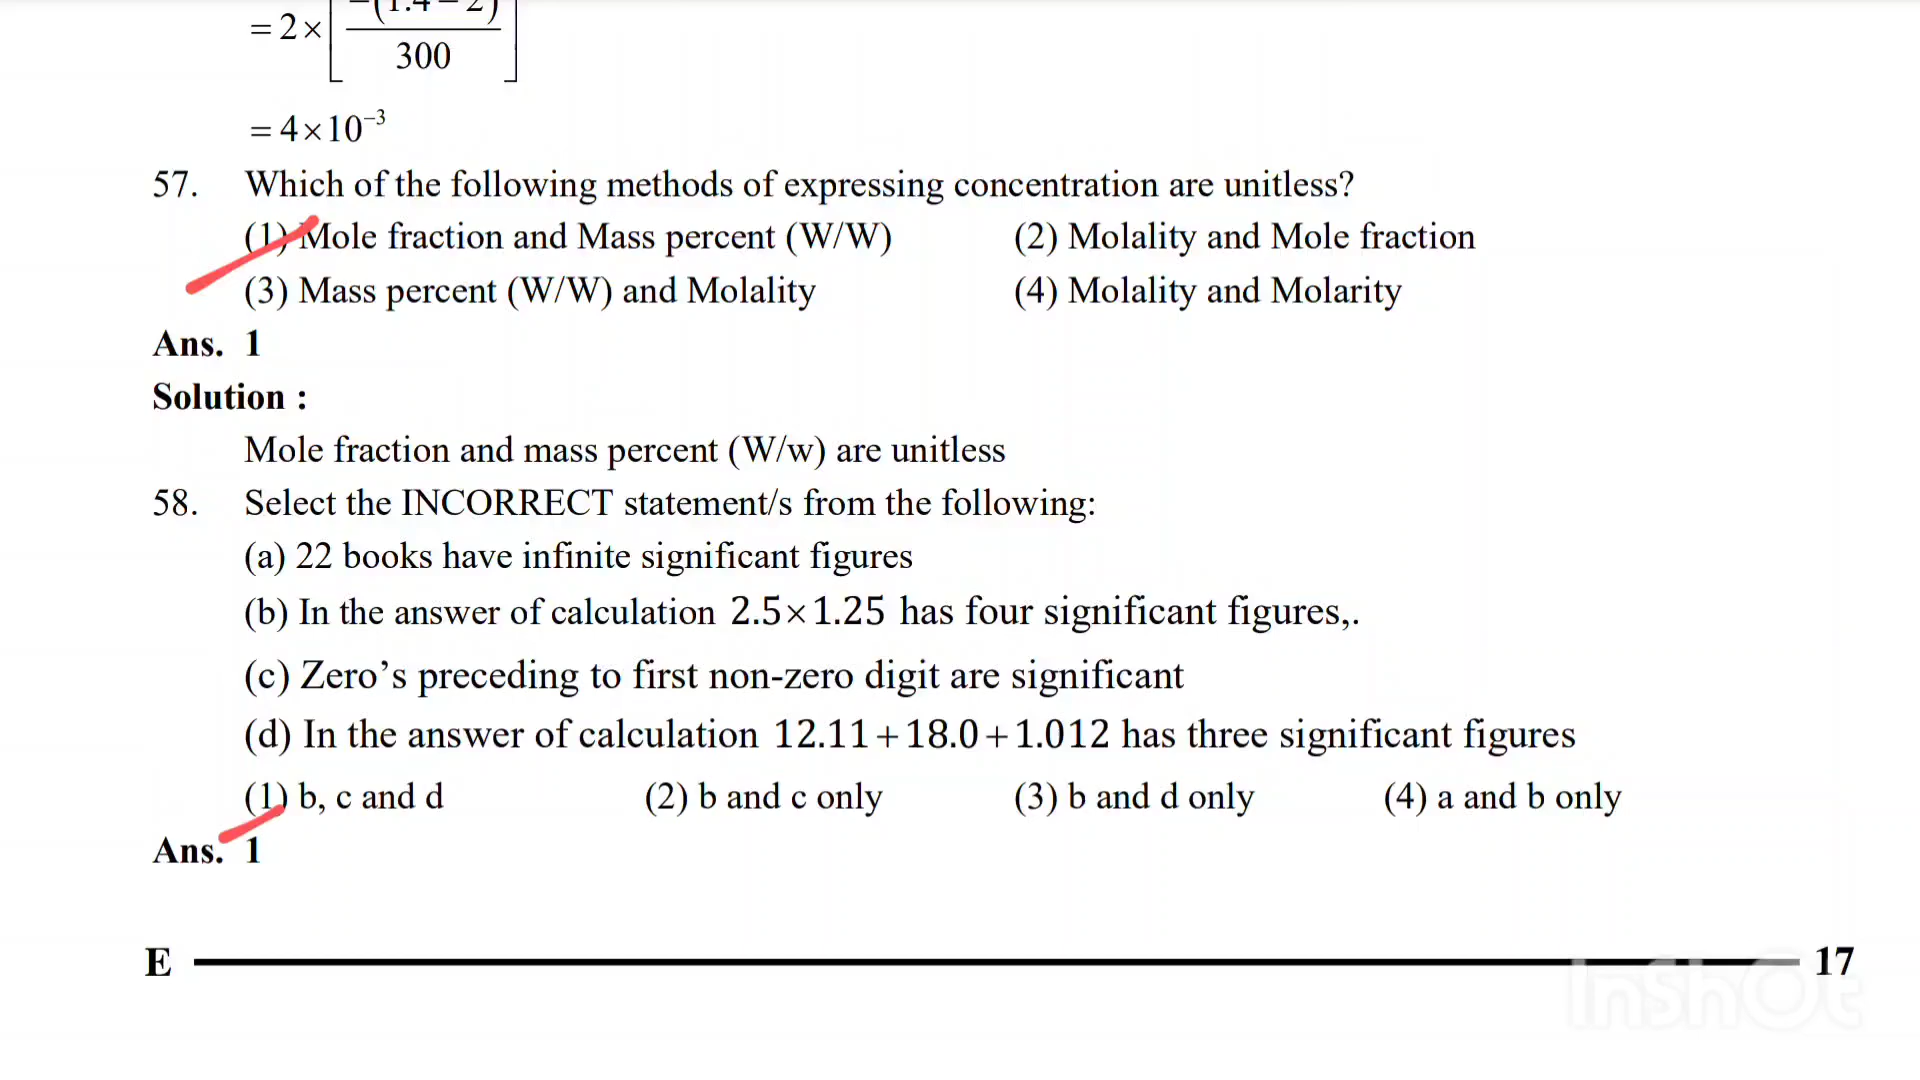 = 2 × [ −(1.4 − 2) / 300 ]
= 4×10⁻³
57. Which of the following methods of expressing concentration are unitless?
(1) Mole fraction and Mass percent (W/W) (2) Molality and Mole fraction
(3) Mass percent (W/W) and Molality (4) Molality and Molarity
Ans. 1
Solution :
Mole fraction and mass percent (W/w) are unitless
58. Select the INCORRECT statement/s from the following:
(a) 22 books have infinite significant figures
(b) In the answer of calculation 2.5×1.25 has four significant figures,.
(c) Zero’s preceding to first non-zero digit are significant
(d) In the answer of calculation 12.11+18.0+1.012 has three significant figures
(1) b, c and d (2) b and c only (3) b and d only (4) a and b only
Ans. 1
E 17
InShOt